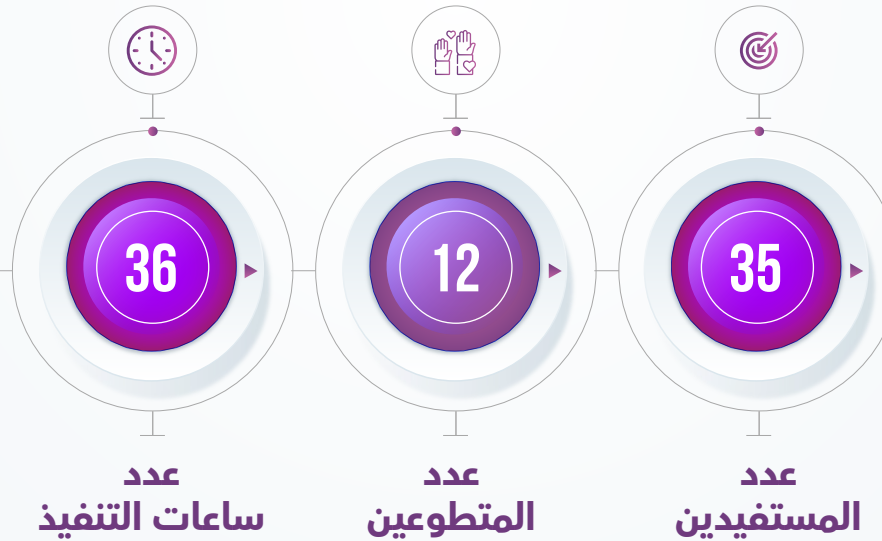 35
عدد
المستفيدين
12
عدد
المتطوعين
36
عدد
ساعات التنفيذ